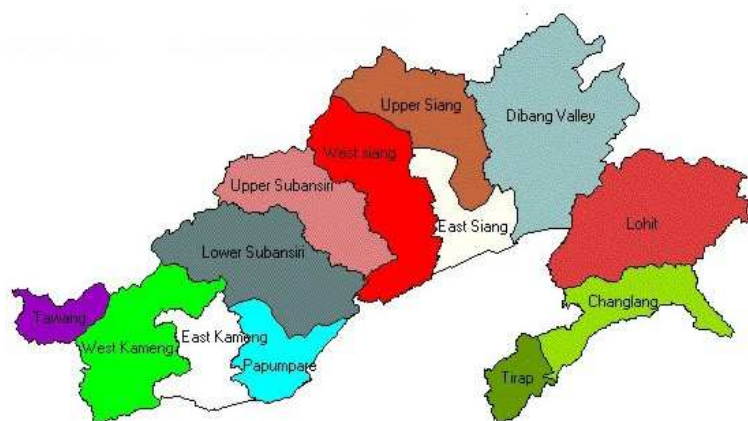 Upper Siang
Dibang Valley
West siang
Upper Subansiri
East Siang
Lohit
Lower Subansiri
Changlang
Tawang
West Kameng
East Kameng
Papumpare
Tirap